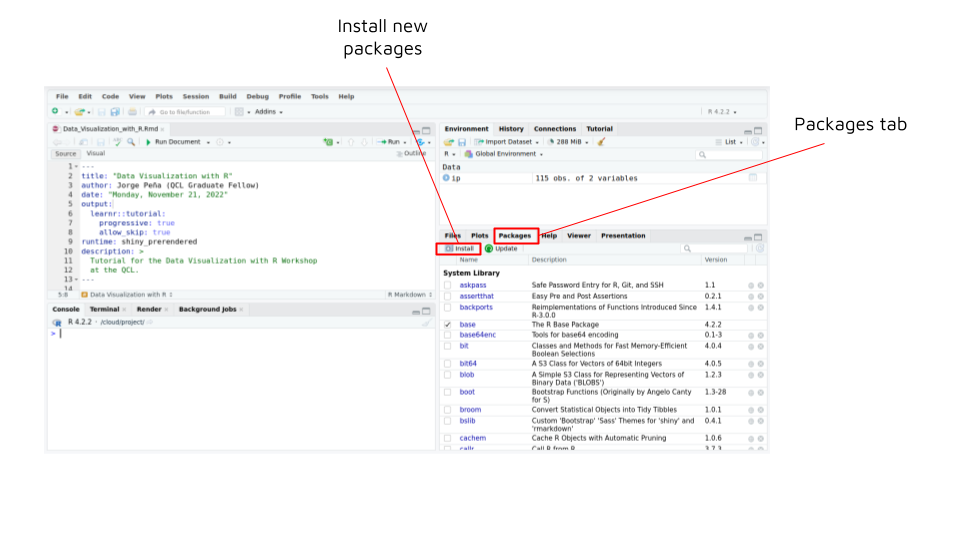 Install new
packages
Packages tab
File Edit Code View Plots Session Build Debug Profile Tools Help
Go to file/function Addins R 4.2.2
Data_Visualization_with_R.Rmd
Run Document Run
Source Visual Outline
1 ---
2 title: "Data Visualization with R"
3 author: Jorge Peña (QCL Graduate Fellow)
4 date: "Monday, November 21, 2022"
5 output:
6 learnr::tutorial:
7 progressive: true
8 allow_skip: true
9 runtime: shiny_prerendered
10 description: >
11 Tutorial for the Data Visualization with R Workshop
12 at the QCL.
13 ---
14
5:8 Data Visualization with R R Markdown
Console Terminal Render Background Jobs
R 4.2.2 · /cloud/project/
>
Environment History Connections Tutorial
Import Dataset 288 MiB List
R Global Environment
Data
ip 115 obs. of 2 variables
Files Plots Packages Help Viewer Presentation
Install Update
Name Description Version
System Library
askpass Safe Password Entry for R, Git, and SSH 1.1
assertthat Easy Pre and Post Assertions 0.2.1
backports Reimplementations of Functions Introduced Since 1.4.1
R-3.0.0
base The R Base Package 4.2.2
base64enc Tools for base64 encoding 0.1-3
bit Classes and Methods for Fast Memory-Efficient 4.0.4
Boolean Selections
bit64 A S3 Class for Vectors of 64bit Integers 4.0.5
blob A Simple S3 Class for Representing Vectors of 1.2.3
Binary Data ('BLOBS')
boot Bootstrap Functions (Originally by Angelo Canty 1.3-28
for S)
broom Convert Statistical Objects into Tidy Tibbles 1.0.1
bslib Custom 'Bootstrap' 'Sass' Themes for 'shiny' and 0.4.1
'rmarkdown'
cachem Cache R Objects with Automatic Pruning 1.0.6
callr Call R from R 3.7.3